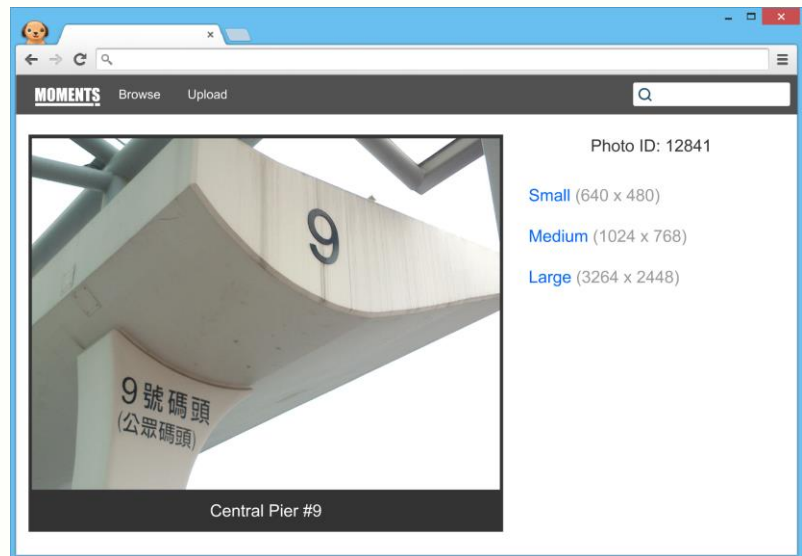 MOMENTS Browse Upload
Photo ID: 12841
Small (640 x 480)
Medium (1024 x 768)
Large (3264 x 2448)
9
9號碼頭
(公眾碼頭)
Central Pier #9